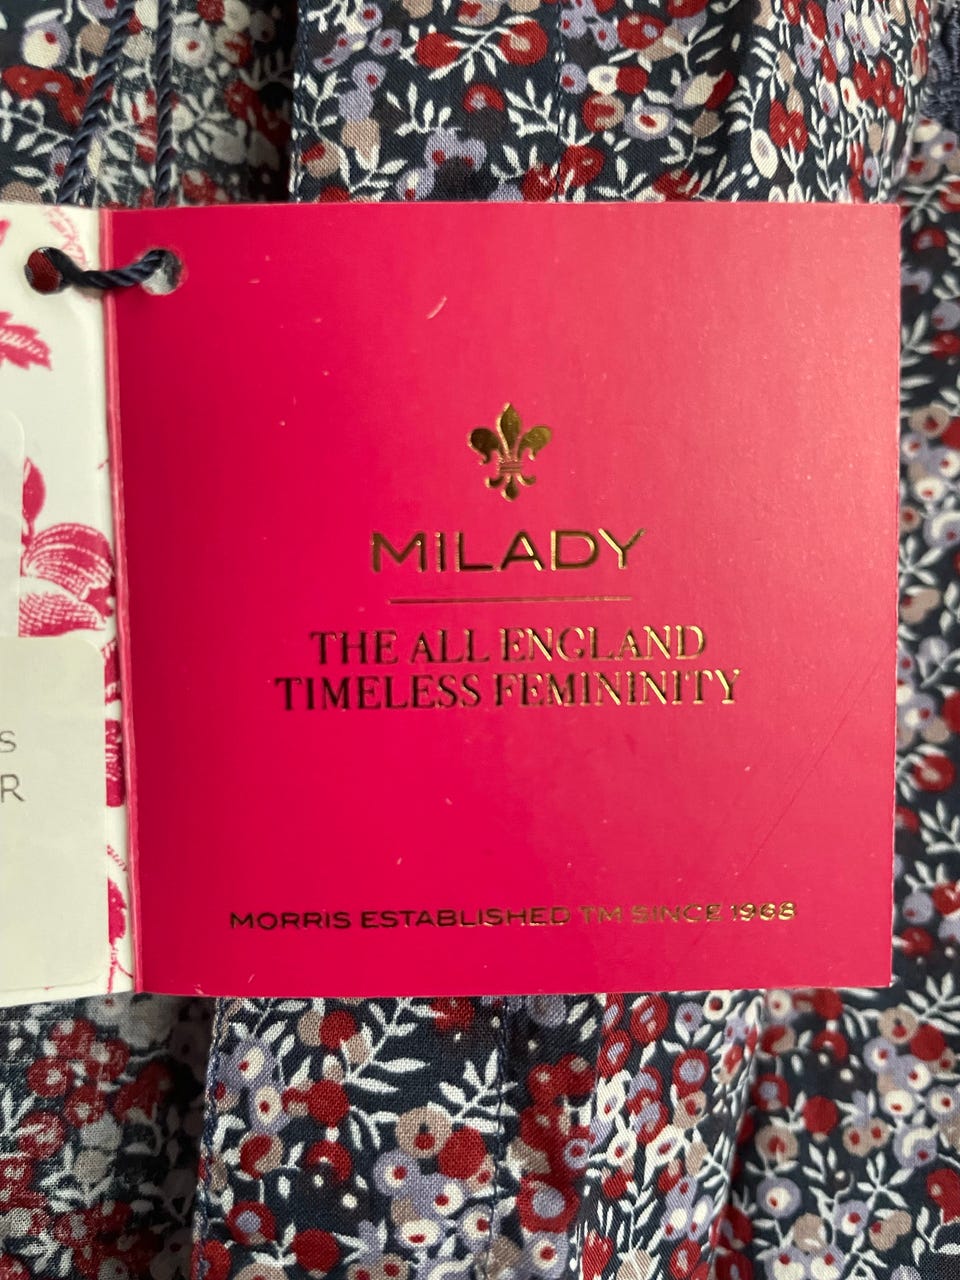 MILADY
THE ALL ENGLAND
TIMELESS FEMININITY
MORRIS ESTABLISHED TM SINCE 1968
S
R